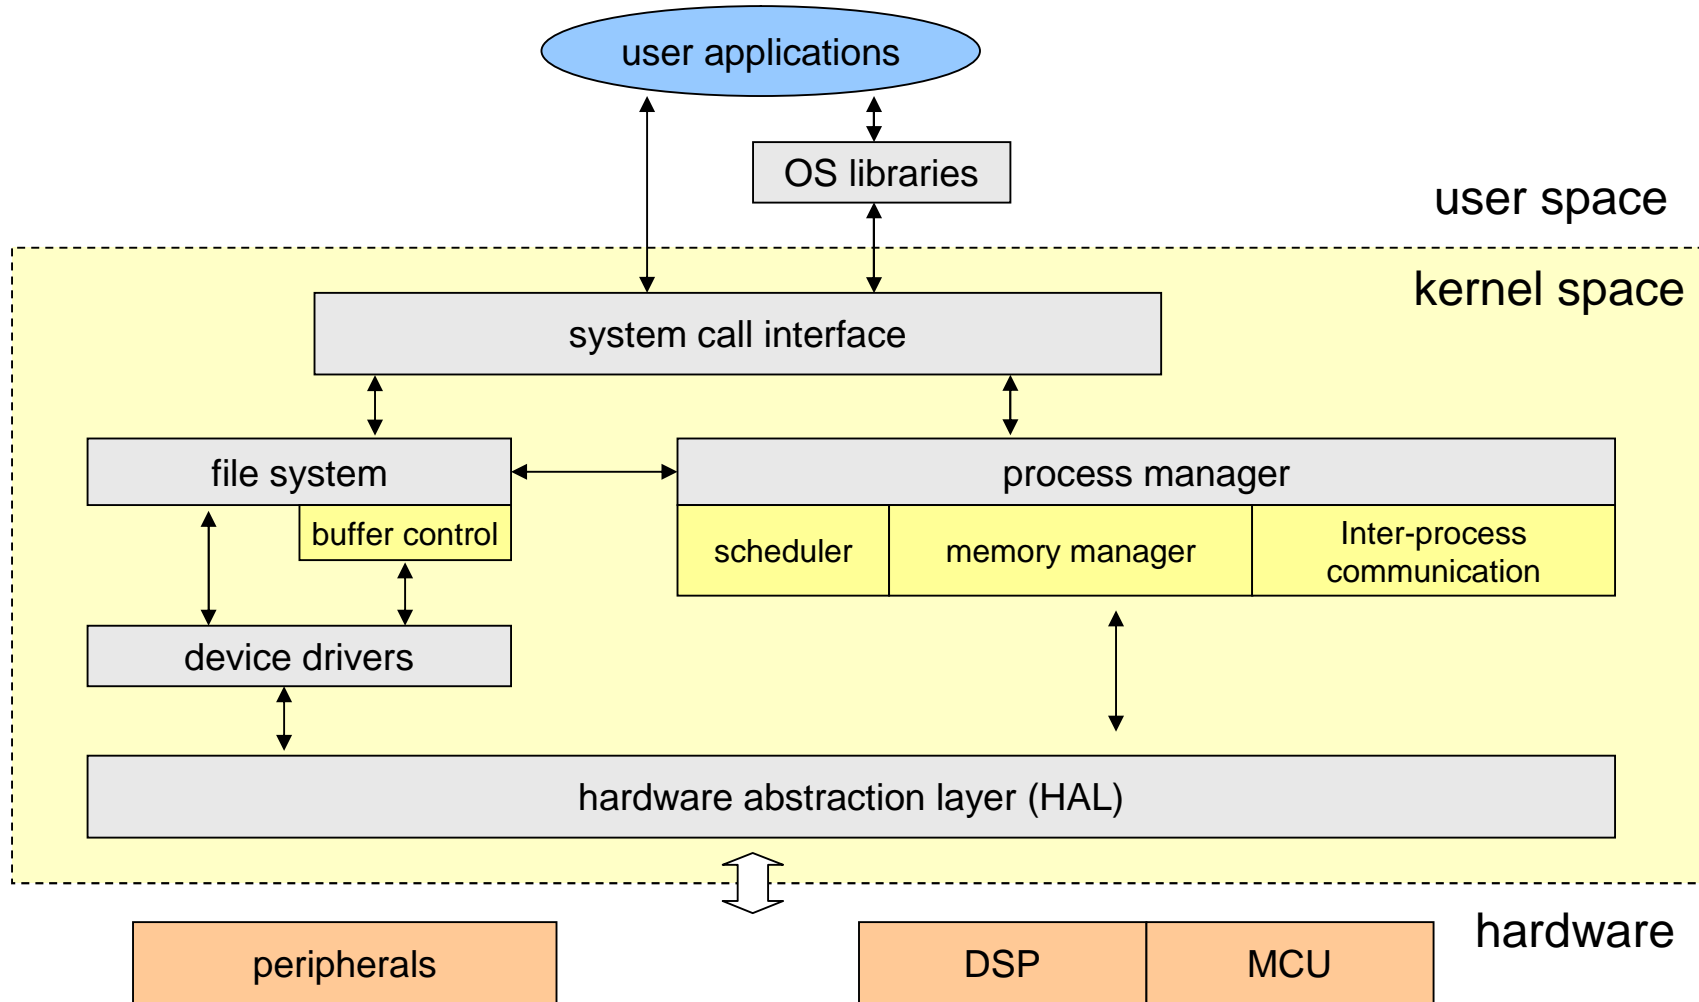 user applications
OS libraries
user space
kernel space
system call interface
file system
process manager
buffer control
scheduler
memory manager
Inter-process
communication
device drivers
hardware abstraction layer (HAL)
hardware
peripherals
DSP
MCU